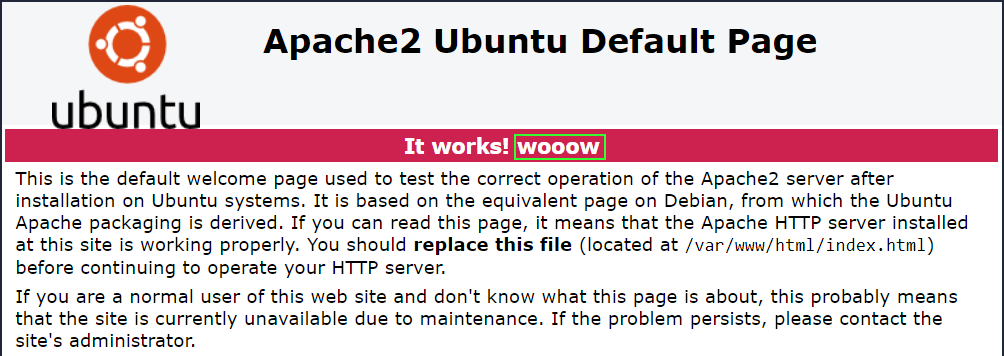 Apache2 Ubuntu Default Page
ubuntu
It works! wooow
This is the default welcome page used to test the correct operation of the Apache2 server after
installation on Ubuntu systems. It is based on the equivalent page on Debian, from which the Ubuntu
Apache packaging is derived. If you can read this page, it means that the Apache HTTP server installed
at this site is working properly. You should replace this file (located at /var/www/html/index.html)
before continuing to operate your HTTP server.
If you are a normal user of this web site and don't know what this page is about, this probably means
that the site is currently unavailable due to maintenance. If the problem persists, please contact the
site's administrator.